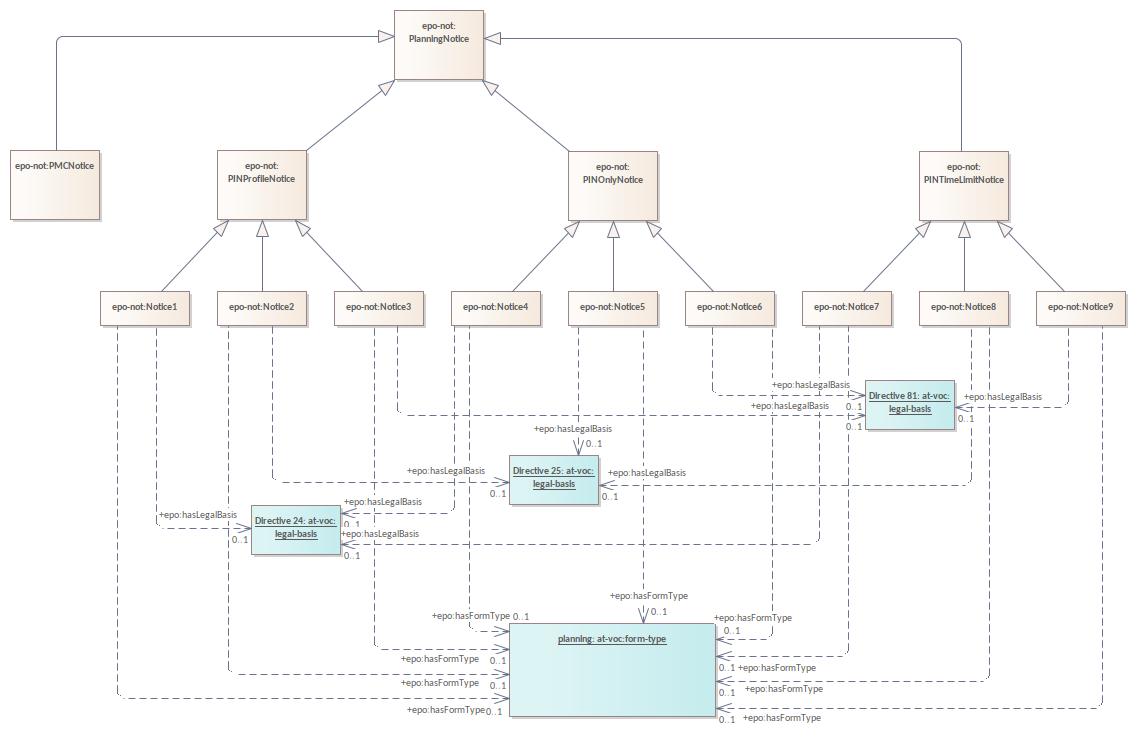 epo-not:
PlanningNotice
epo-not:PMCNotice
epo-not:
PINProfileNotice
epo-not:
PINOnlyNotice
epo-not:
PINTimeLimitNotice
epo-not:Notice1
epo-not:Notice2
epo-not:Notice3
epo-not:Notice4
epo-not:Notice5
epo-not:Notice6
epo-not:Notice7
epo-not:Notice8
epo-not:Notice9
+epo:hasLegalBasis
0..1
+epo:hasLegalBasis
0..1
Directive 81: at-voc:
legal-basis
+epo:hasLegalBasis
0..1
+epo:hasLegalBasis
0..1
+epo:hasLegalBasis
0..1
Directive 25: at-voc:
legal-basis
+epo:hasLegalBasis
0..1
+epo:hasLegalBasis
0..1
Directive 24: at-voc:
legal-basis
+epo:hasLegalBasis
0..1
+epo:hasLegalBasis
0..1
+epo:hasFormType
0..1
+epo:hasFormType 0..1
+epo:hasFormType
0..1
planning: at-voc:form-type
+epo:hasFormType
0..1
0..1 +epo:hasFormType
+epo:hasFormType
0..1
0..1
+epo:hasFormType
+epo:hasFormType 0..1
0..1 +epo:hasFormType